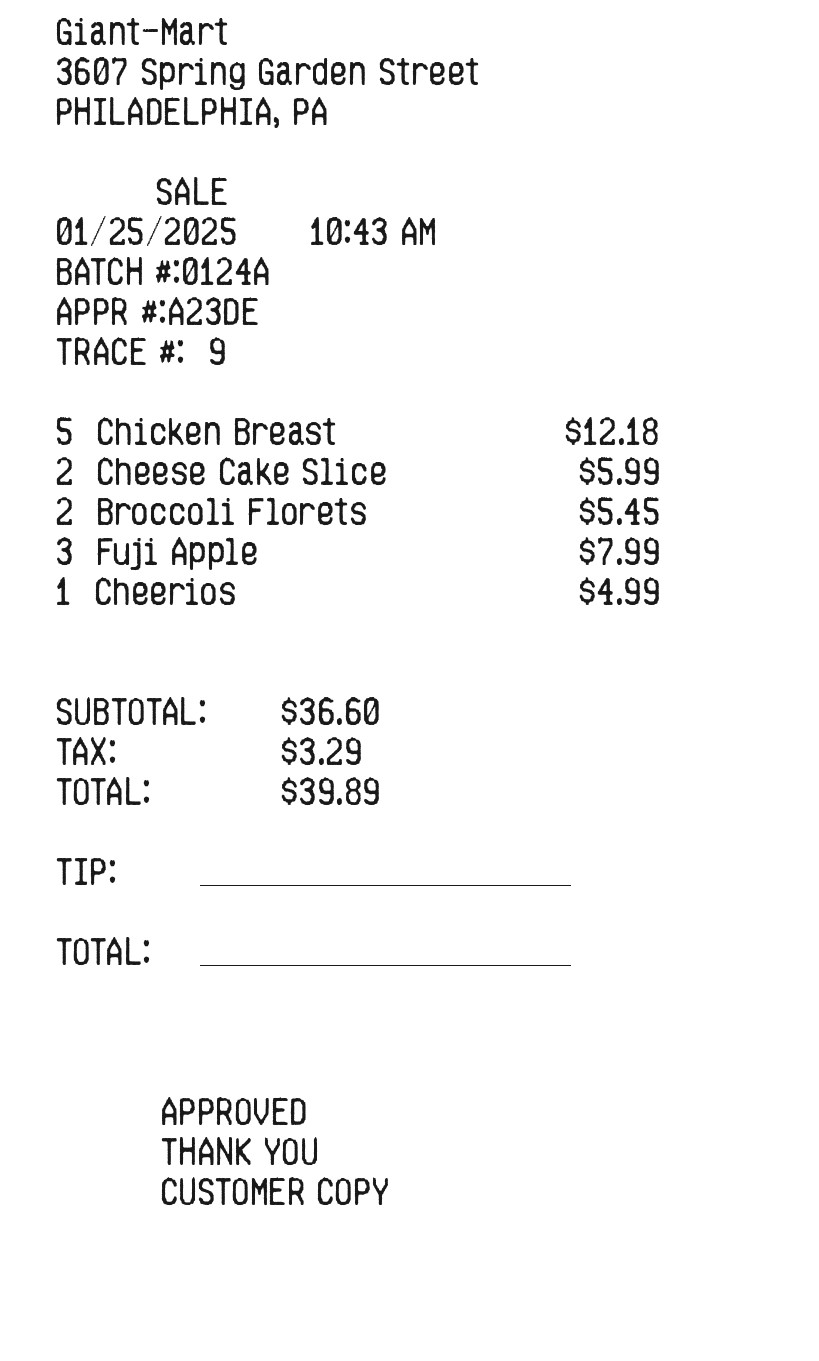 Giant-Mart
3607 Spring Garden Street
PHILADELPHIA, PA
SALE
01/25/2025 10:43 AM
BATCH #:0124A
APPR #:A23DE
TRACE #: 9
5 Chicken Breast $12.18
2 Cheese Cake Slice $5.99
2 Broccoli Florets $5.45
3 Fuji Apple $7.99
1 Cheerios $4.99
SUBTOTAL: $36.60
TAX: $3.29
TOTAL: $39.89
TIP:
TOTAL:
APPROVED
THANK YOU
CUSTOMER COPY